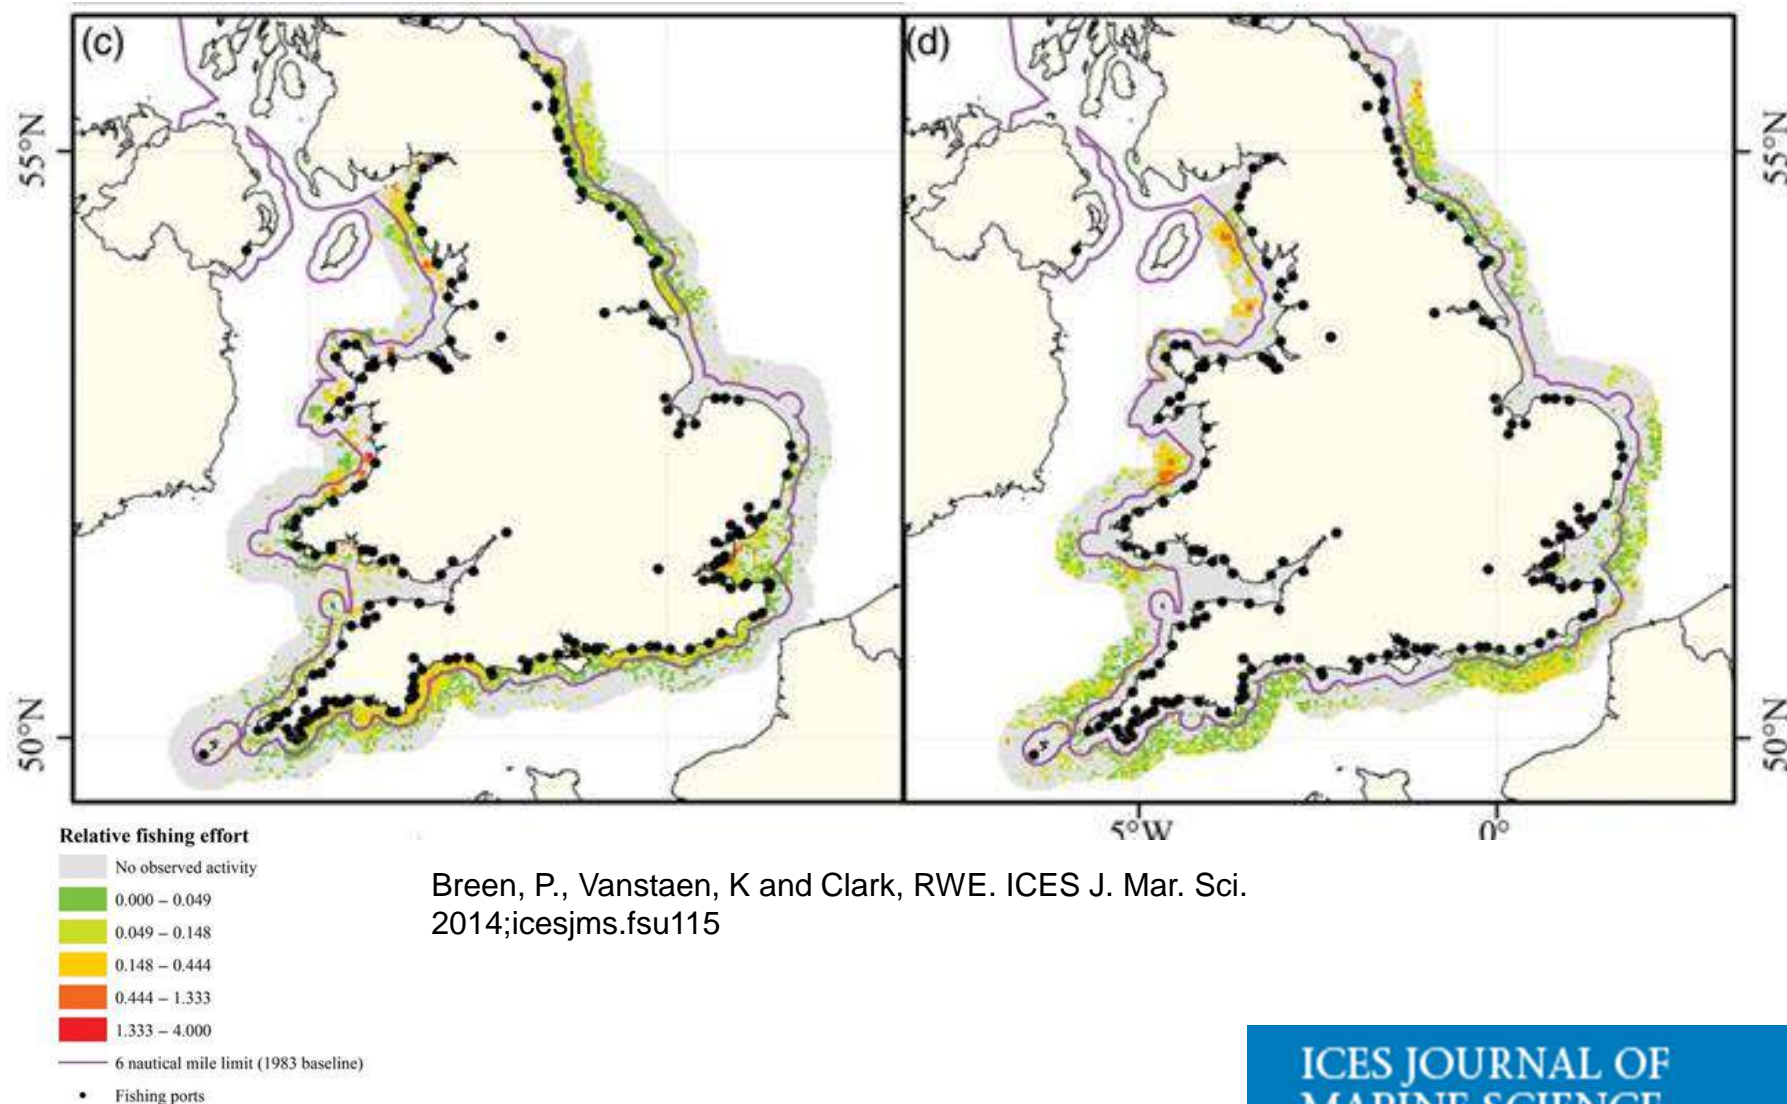 (c)
(d)
55°N
55°N
50°N
50°N
5°W
0°
Relative fishing effort
No observed activity
0.000 – 0.049
0.049 – 0.148
0.148 – 0.444
0.444 – 1.333
1.333 – 4.000
6 nautical mile limit (1983 baseline)
Fishing ports
Breen, P., Vanstaen, K and Clark, RWE. ICES J. Mar. Sci.
2014;icesjms.fsu115
ICES JOURNAL OF
MARINE SCIENCE